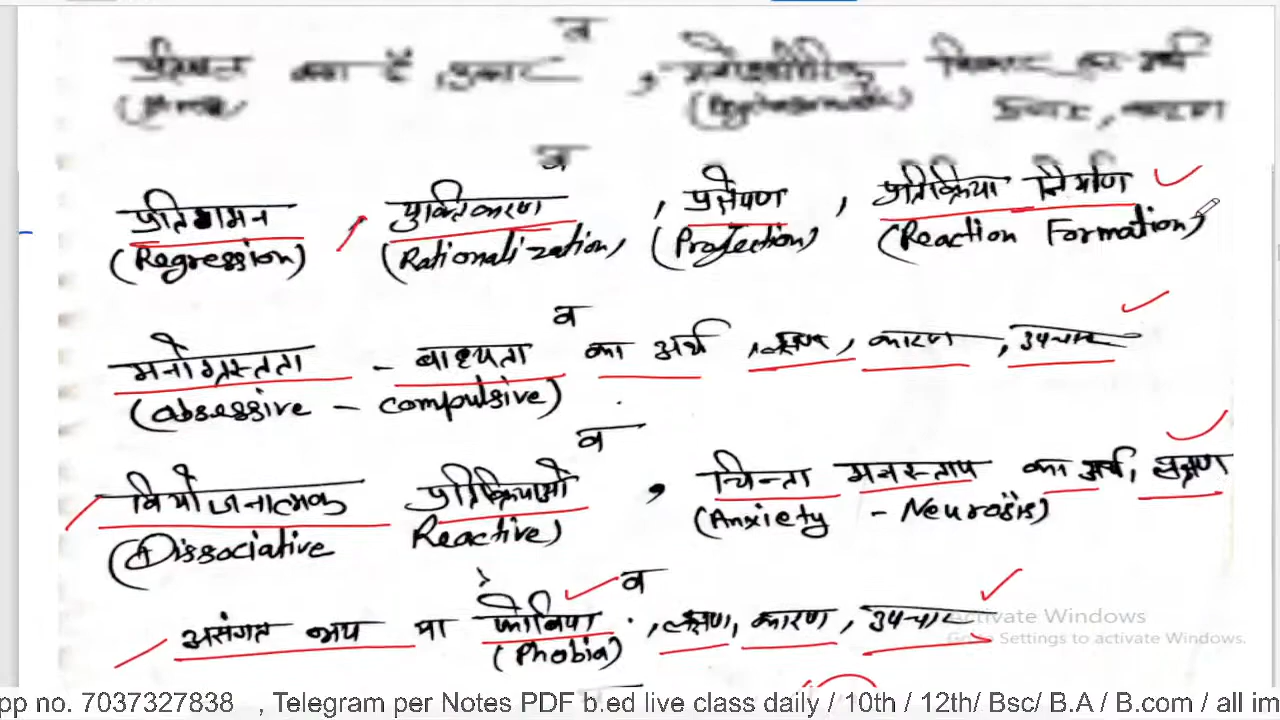 व
प्रतिगमन , युक्तिकरण , प्रक्षेपण , प्रतिक्रिया निर्माण
(Regression) (Rationalization, (Projection) (Reaction Formation)
व
मनोग्रस्तता - बाध्यता का अर्थ , लक्षण, कारण , उपचार
(obsessive - compulsive)
व
वियोजनात्मक प्रतिक्रियाओं , चिन्ता मनस्ताप का अर्थ, लक्षण
(Dissociative Reactive) (Anxiety - Neurosis)
व
असंगत भय या फोबिया , लक्षण, कारण, उपचार
(Phobia)
Activate Windows
Go to Settings to activate Windows.
pp no. 7037327838 , Telegram per Notes PDF b.ed live class daily / 10th / 12th/ Bsc/ B.A / B.com / all im